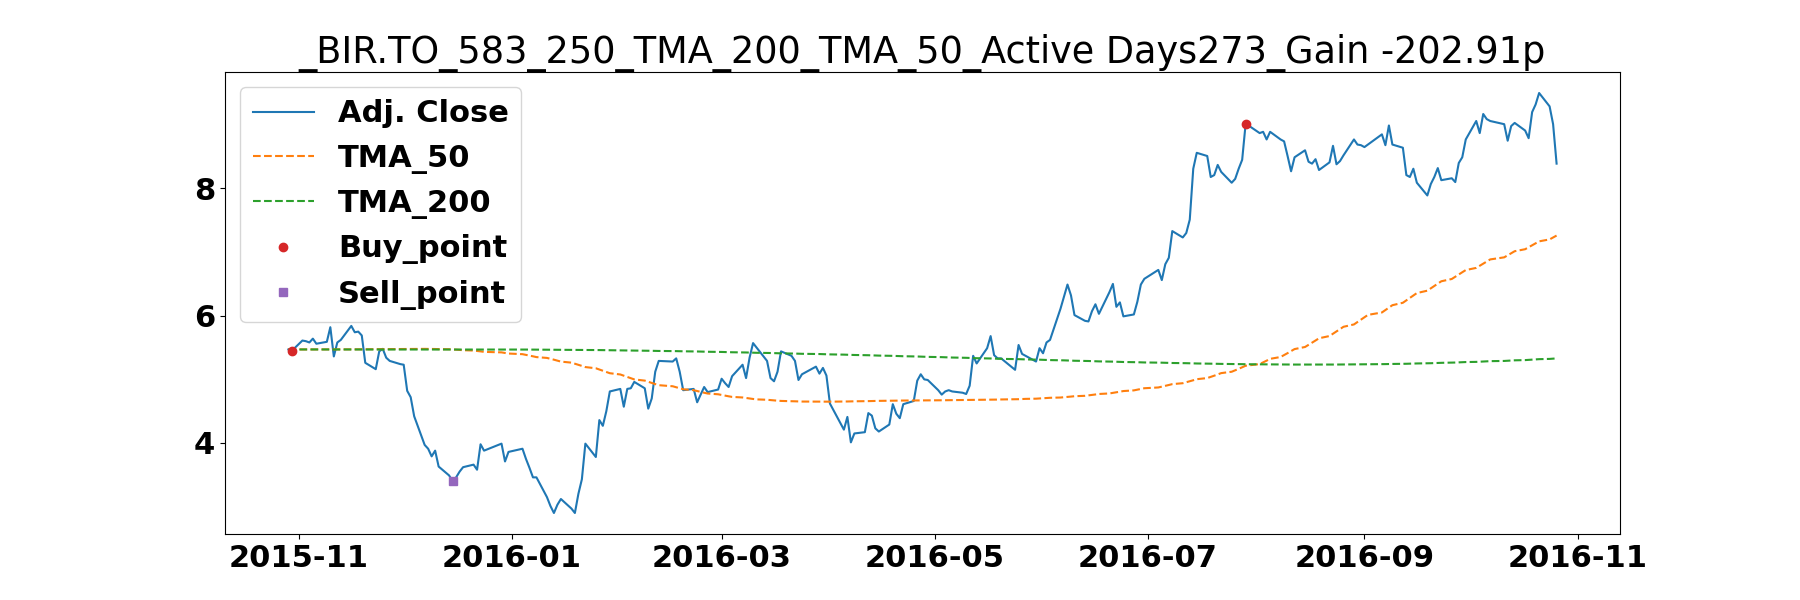 _BIR.TO_583_250_TMA_200_TMA_50_Active Days273_Gain -202.91p
Adj. Close
TMA_50
TMA_200
Buy_point
Sell_point
8
6
4
2015-11 2016-01 2016-03 2016-05 2016-07 2016-09 2016-11